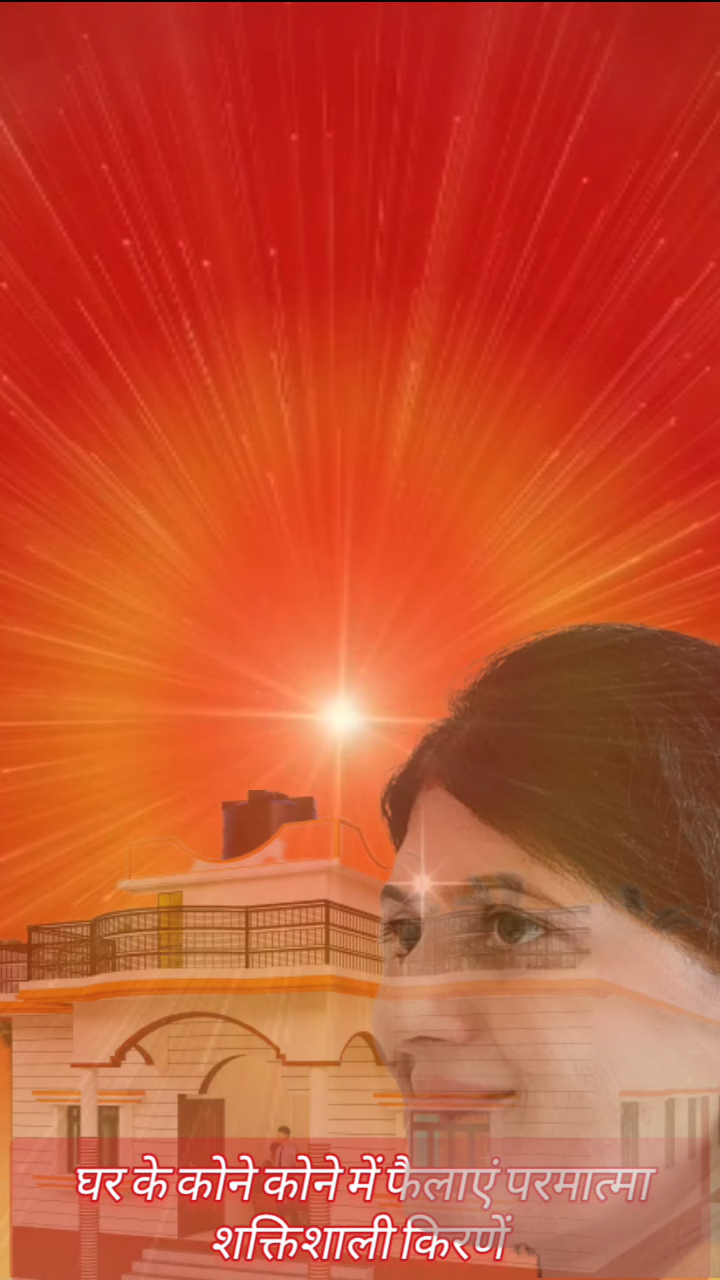 घर के कोने कोने में फैलाएं परमात्मा
शक्तिशाली किरणें